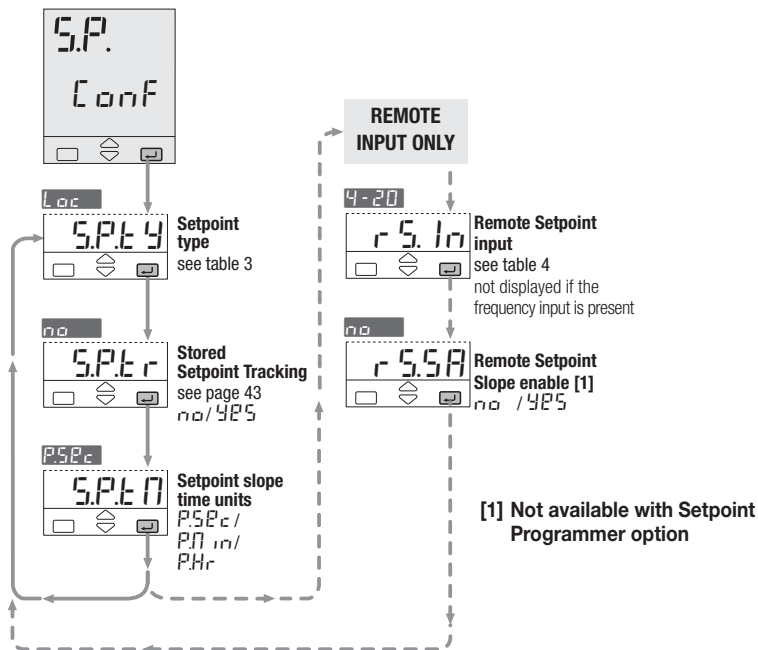 S.P.
ConF
Loc
S.P.tY
Setpoint
type
see table 3
no
S.P.tr
Stored
Setpoint Tracking
see page 43
no/YES
P.SEc
S.P.tM
Setpoint slope
time units
P.SEc/
P.Min/
P.Hr
REMOTE
INPUT ONLY
4-20
rS.In
Remote Setpoint
input
see table 4
not displayed if the
frequency input is present
no
rS.SA
Remote Setpoint
Slope enable [1]
no /YES
[1] Not available with Setpoint
Programmer option